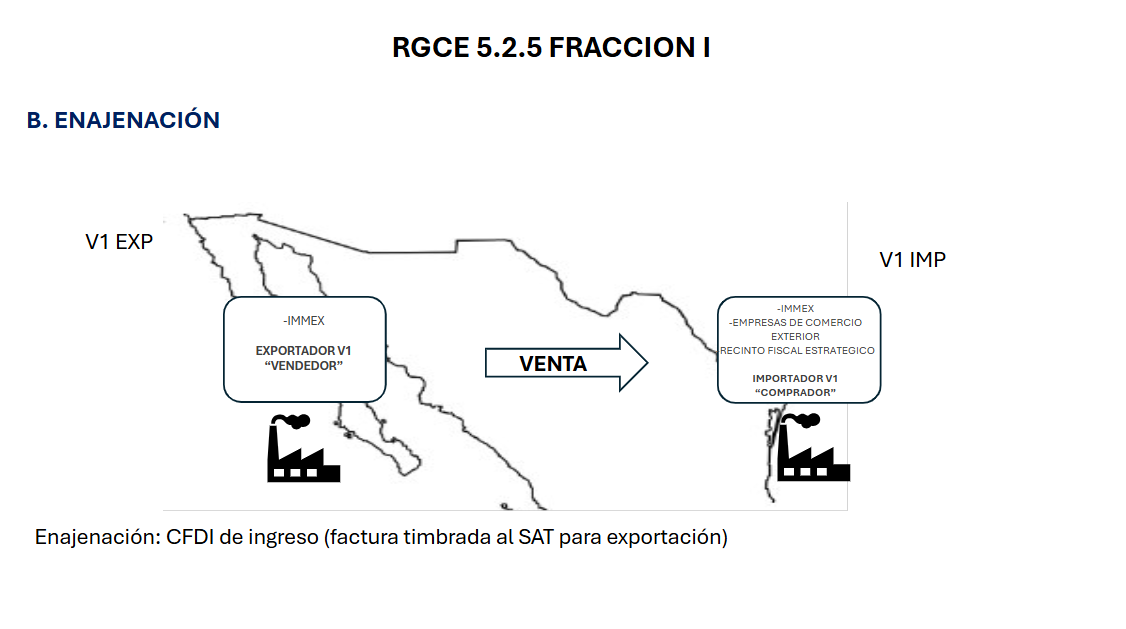 RGCE 5.2.5 FRACCION I
B. ENAJENACIÓN
V1 EXP
V1 IMP
-IMMEX
EXPORTADOR V1
“VENDEDOR”
VENTA
-IMMEX
-EMPRESAS DE COMERCIO
EXTERIOR
RECINTO FISCAL ESTRATEGICO
IMPORTADOR V1
“COMPRADOR”
Enajenación: CFDI de ingreso (factura timbrada al SAT para exportación)